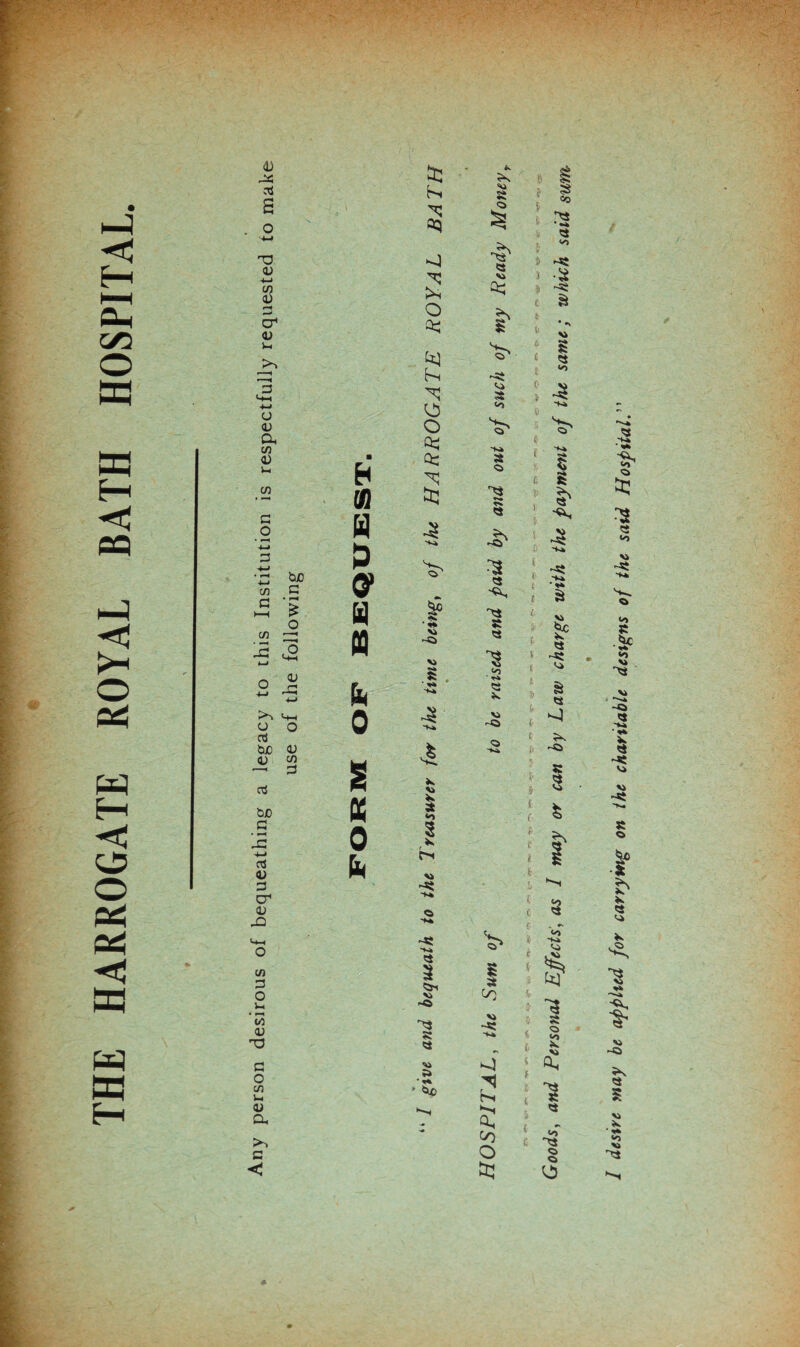 THE HARROGATE ROYAL BATH HOSPITAL.
Any person desirous of bequeathing a legacy to this Institution is respectfully requested to make
use of the following
FORM OF BEQUEST.
"I give and bequeath to the Treasurer for the time being, of the HARROGATE ROYAL BATH
HOSPITAL, the Sum of to be raised and paid by and out of such of my Ready Money,
Goods, and Personal Effects, as I may or can by Law charge with the payment of the same; which said sum
I desire may be applied for carrying on the charitable designs of the said Hospital."